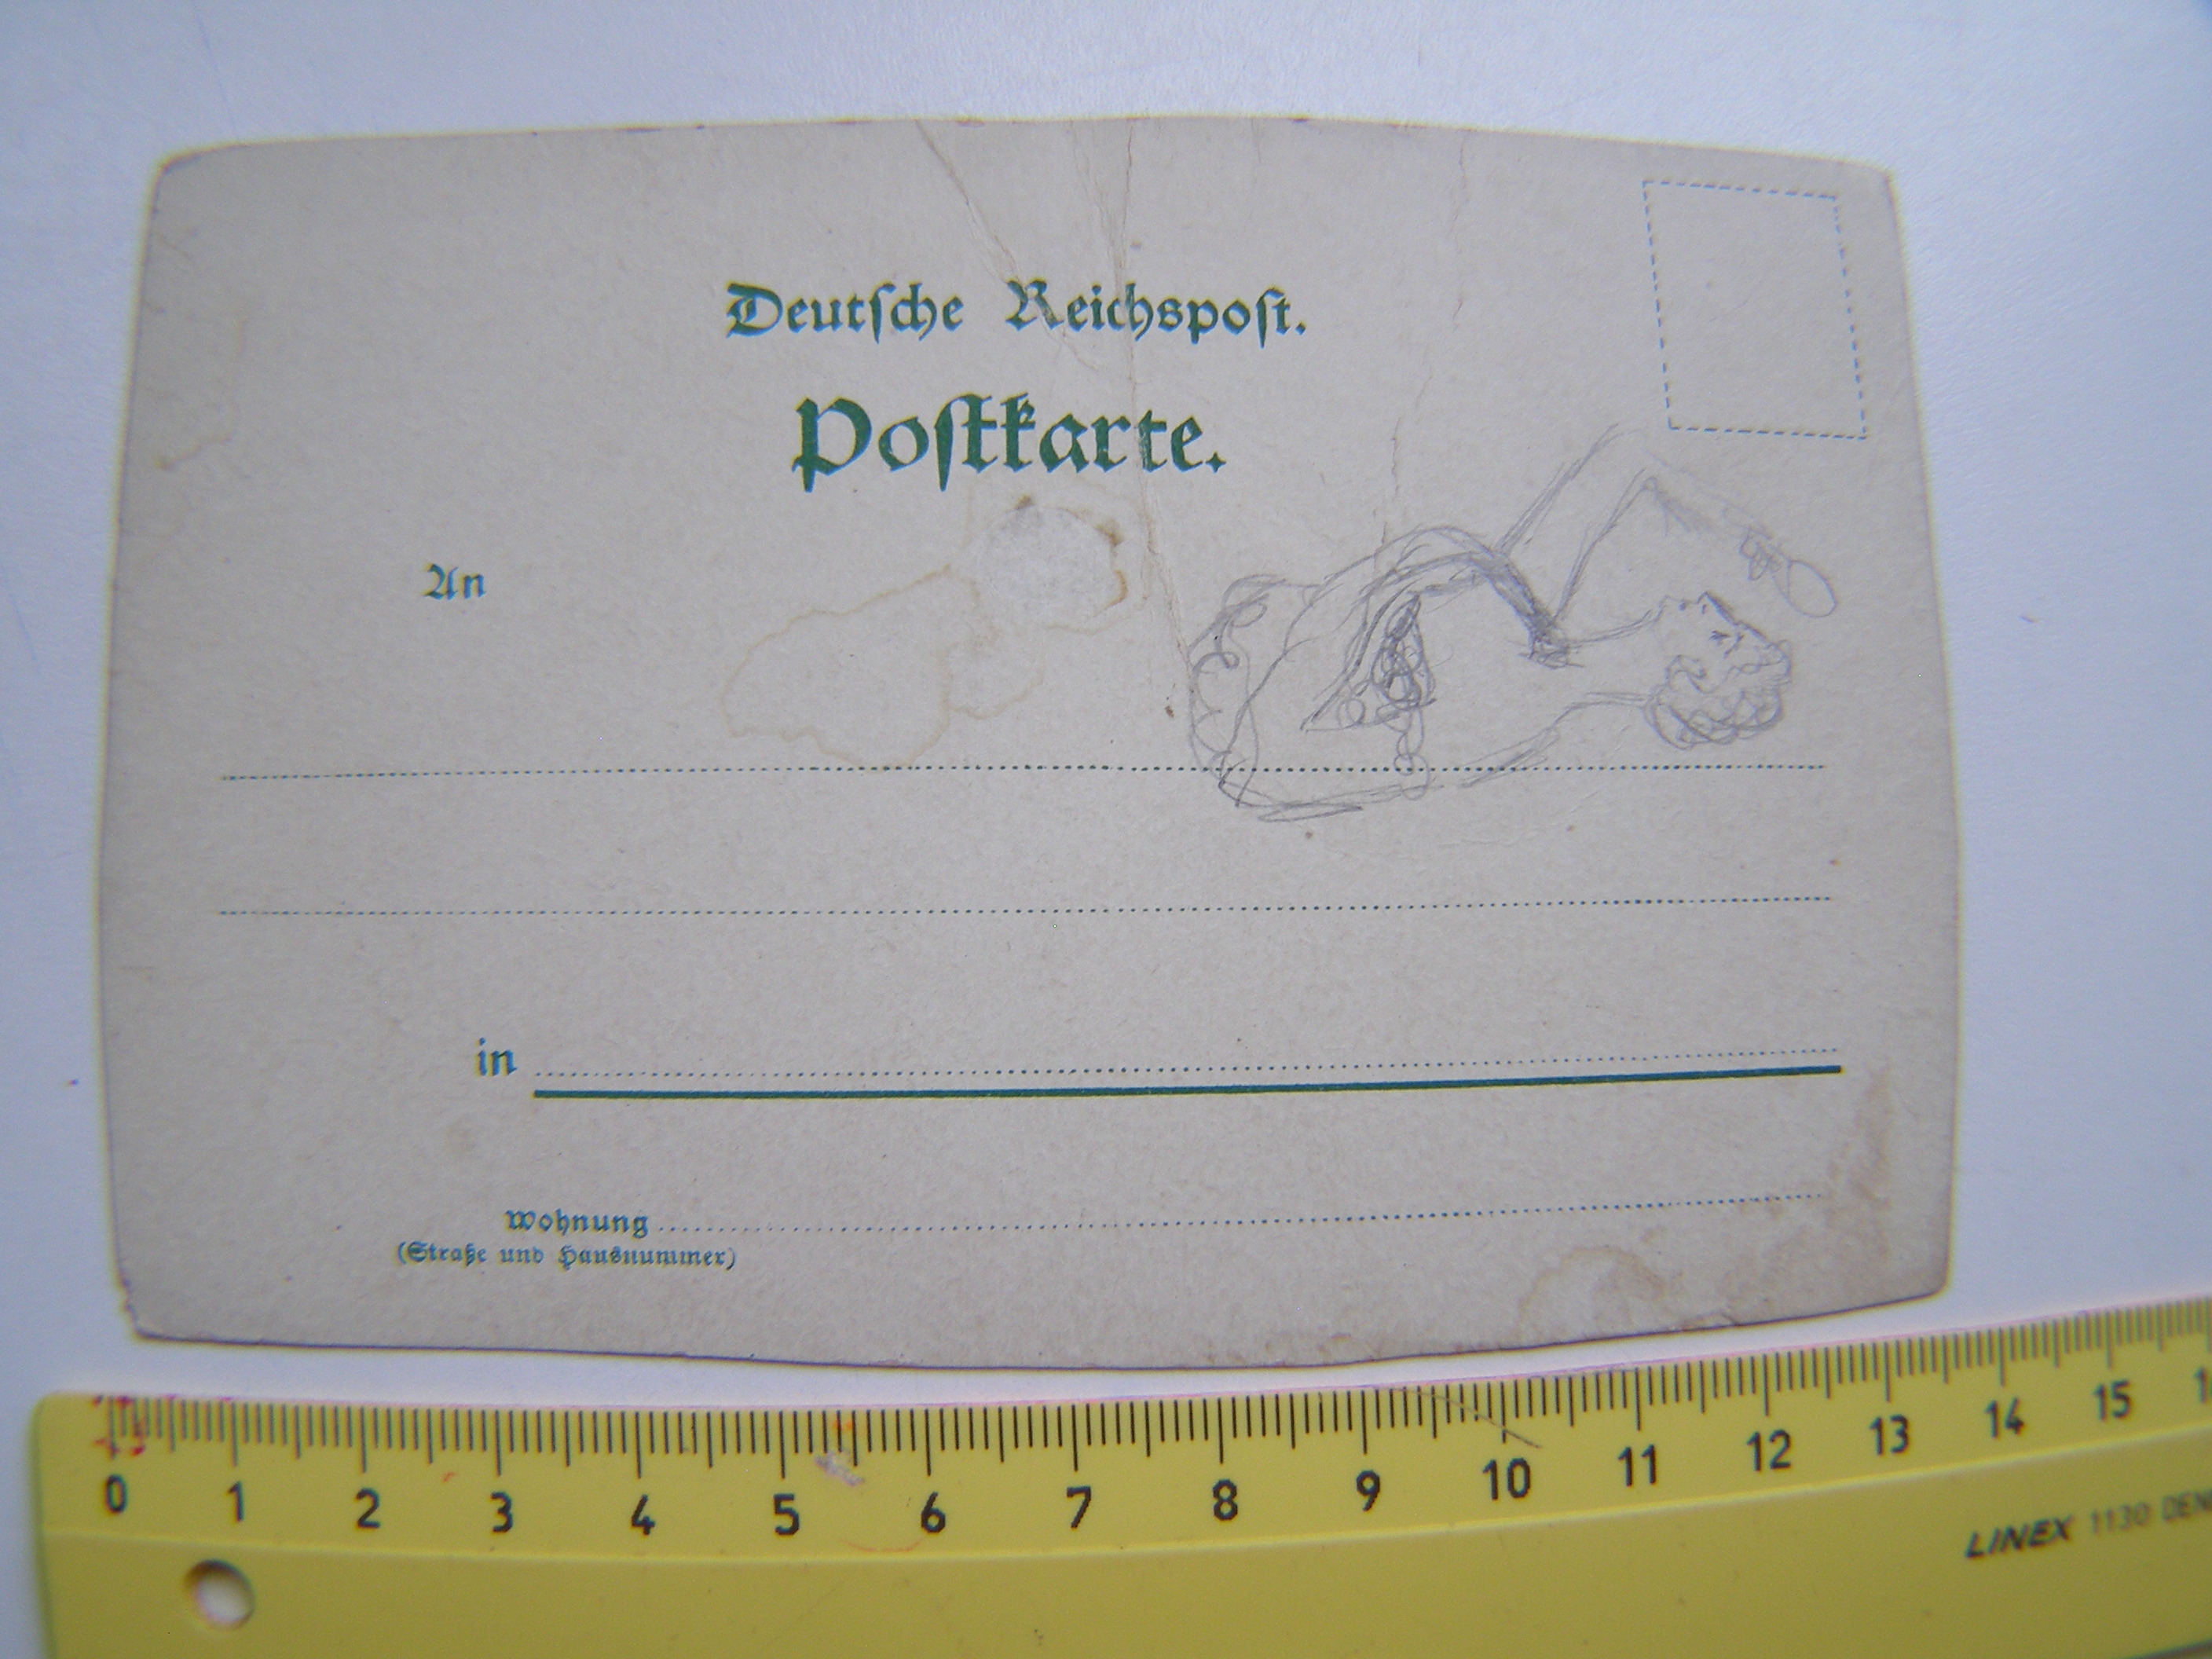 Deutſche Reichspoſt.
Poſtkarte.
An
in
Wohnung
(Straße und Hausnummer)
0 1 2 3 4 5 6 7 8 9 10 11 12 13 14 15
LINEX 1130